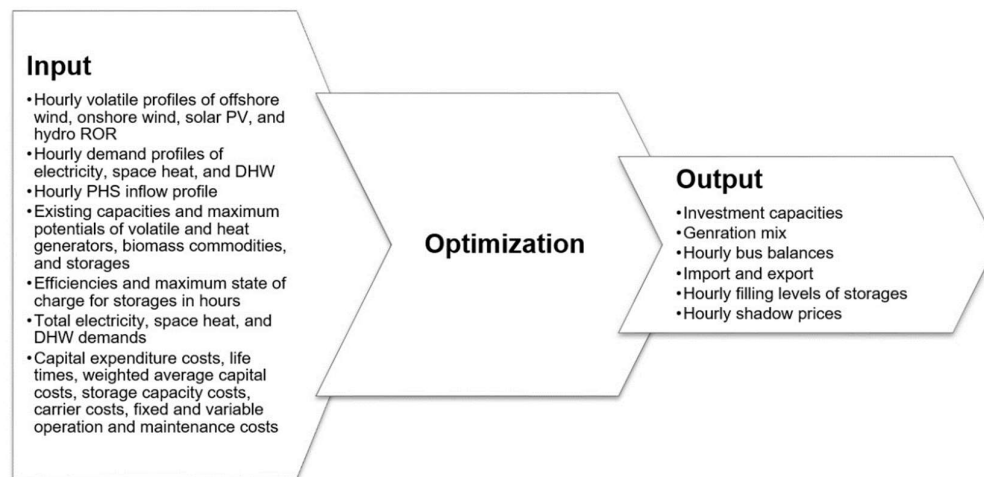 Input
•Hourly volatile profiles of offshore
wind, onshore wind, solar PV, and
hydro ROR
•Hourly demand profiles of
electricity, space heat, and DHW
•Hourly PHS inflow profile
•Existing capacities and maximum
potentials of volatile and heat
generators, biomass commodities,
and storages
•Efficiencies and maximum state of
charge for storages in hours
•Total electricity, space heat, and
DHW demands
•Capital expenditure costs, life
times, weighted average capital
costs, storage capacity costs,
carrier costs, fixed and variable
operation and maintenance costs
Optimization
Output
•Investment capacities
•Genration mix
•Hourly bus balances
•Import and export
•Hourly filling levels of storages
•Hourly shadow prices